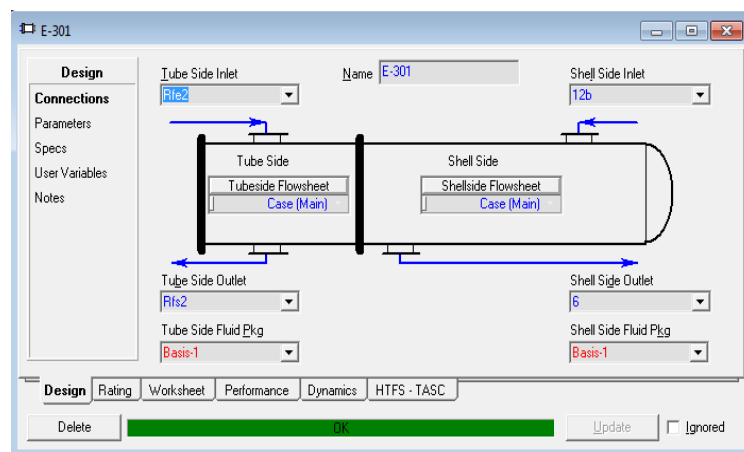 E-301
Design
Connections
Parameters
Specs
User Variables
Notes
Tube Side Inlet
Rfe2
Name E-301
Shell Side Inlet
12b
Tube Side
Tubeside Flowsheet
Case (Main)
Shell Side
Shellside Flowsheet
Case (Main)
Tube Side Outlet
Rfs2
Shell Side Outlet
6
Tube Side Fluid Pkg
Basis-1
Shell Side Fluid Pkg
Basis-1
Design Rating Worksheet Performance Dynamics HTFS - TASC
Delete OK Update Ignored